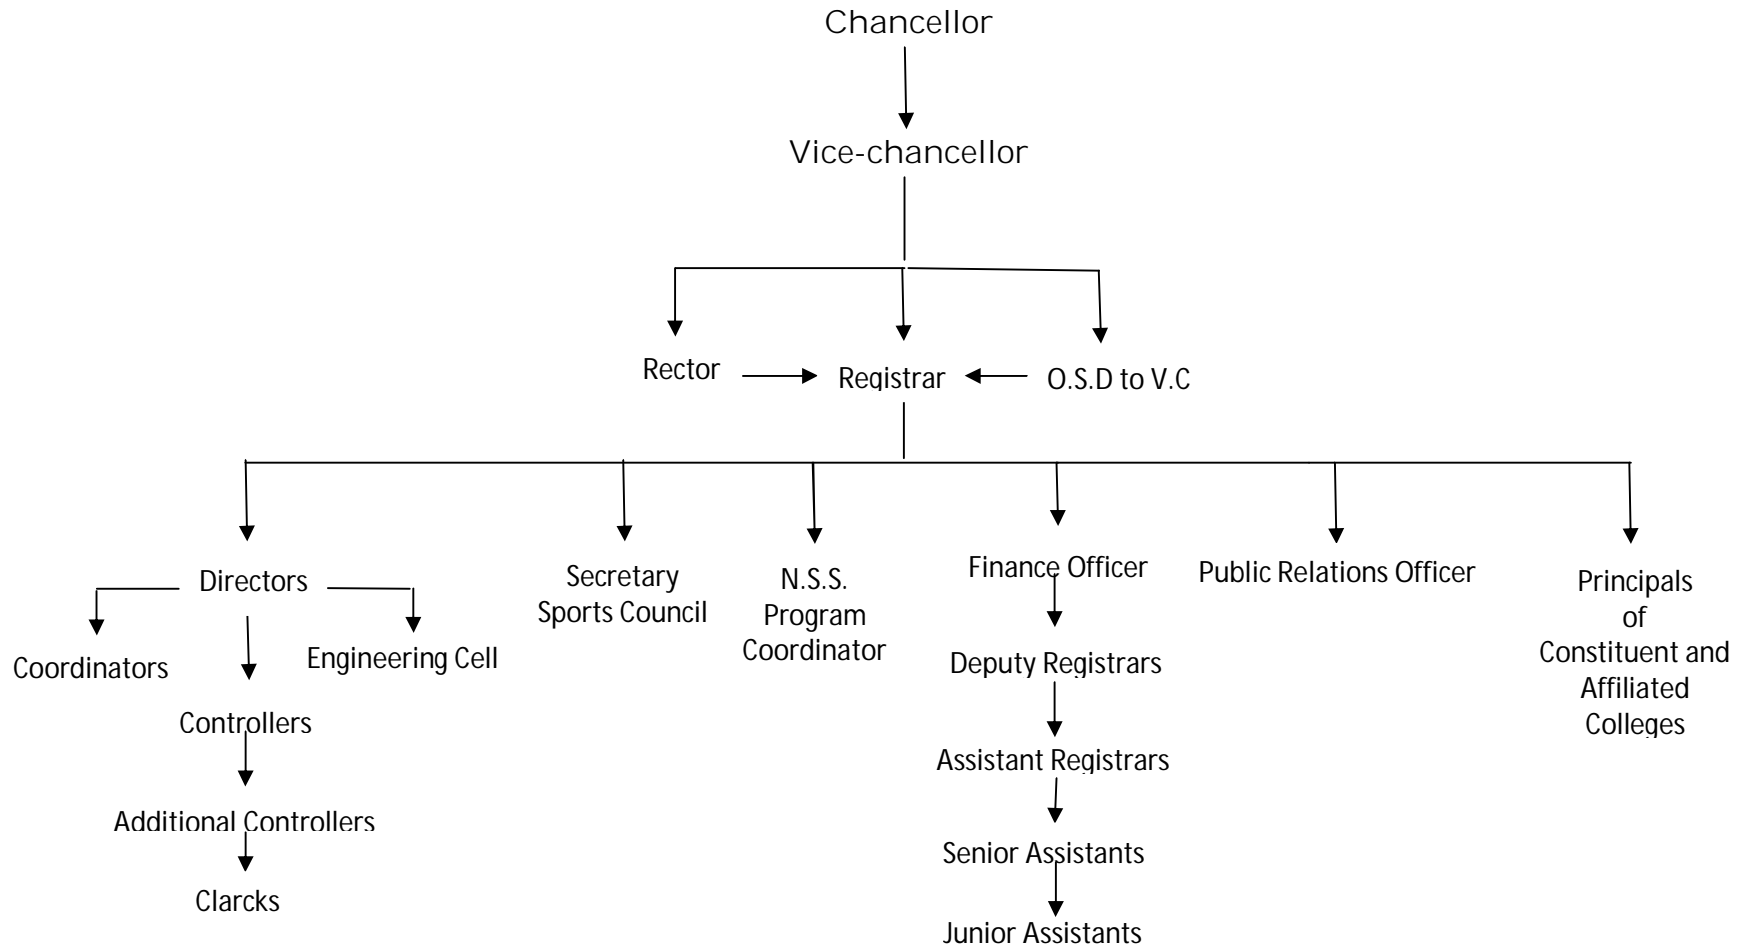 Chancellor
Vice-chancellor
Rector
Registrar
O.S.D to V.C
Directors
Secretary
Sports Council
N.S.S.
Program
Coordinator
Finance Officer
Public Relations Officer
Principals
of
Constituent and
Affiliated
Colleges
Coordinators
Engineering Cell
Deputy Registrars
Controllers
Assistant Registrars
Additional Controllers
Senior Assistants
Clarcks
Junior Assistants